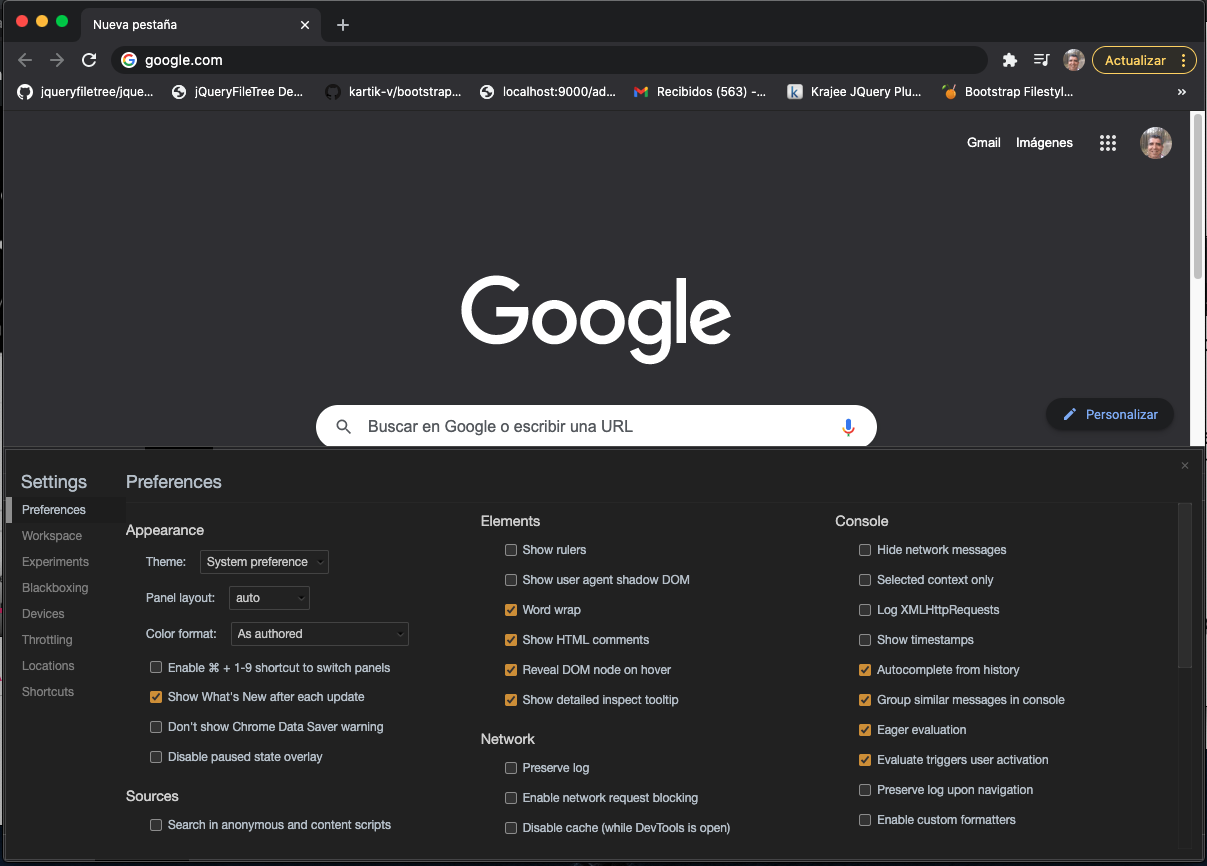 Nueva pestaña
google.com
Actualizar
jqueryfiletree/jque...
jQueryFileTree De...
kartik-v/bootstrap...
localhost:9000/ad...
Recibidos (563) -...
Krajee JQuery Plu...
Bootstrap Filestyl...
»
Gmail
Imágenes
Google
Buscar en Google o escribir una URL
Personalizar
Settings
Preferences
Workspace
Experiments
Blackboxing
Devices
Throttling
Locations
Shortcuts
Preferences
Appearance
Theme: System preference
Panel layout: auto
Color format: As authored
Enable ⌘ + 1-9 shortcut to switch panels
Show What's New after each update
Don't show Chrome Data Saver warning
Disable paused state overlay
Sources
Search in anonymous and content scripts
Elements
Show rulers
Show user agent shadow DOM
Word wrap
Show HTML comments
Reveal DOM node on hover
Show detailed inspect tooltip
Network
Preserve log
Enable network request blocking
Disable cache (while DevTools is open)
Console
Hide network messages
Selected context only
Log XMLHttpRequests
Show timestamps
Autocomplete from history
Group similar messages in console
Eager evaluation
Evaluate triggers user activation
Preserve log upon navigation
Enable custom formatters